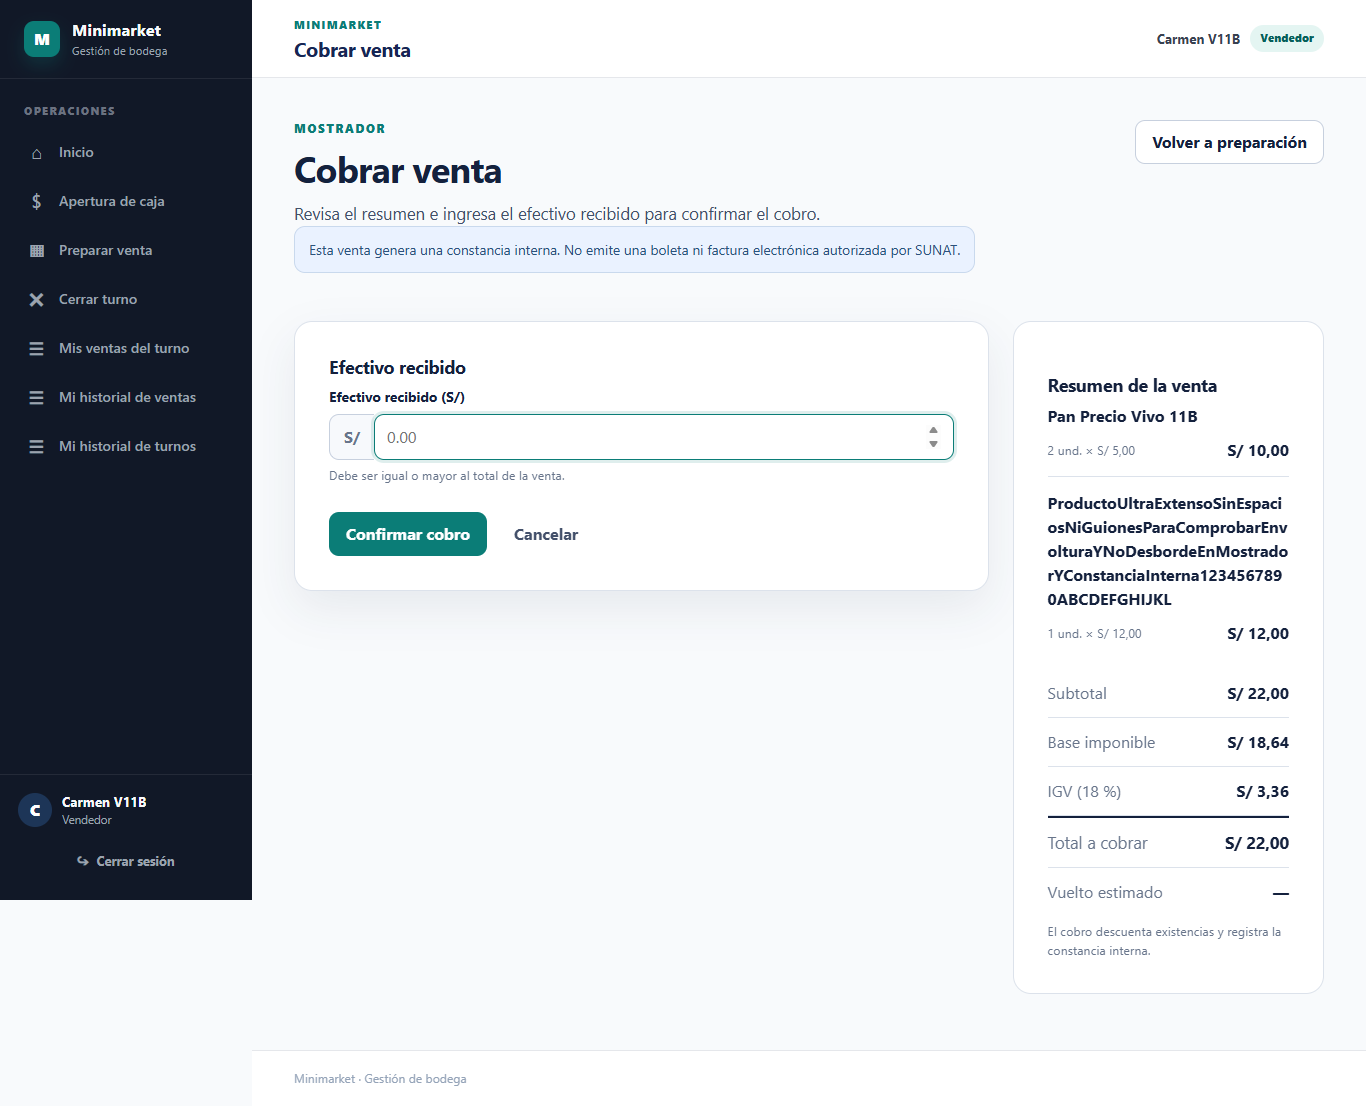 M
Minimarket
Gestión de bodega
OPERACIONES
Inicio
$ Apertura de caja
Preparar venta
Cerrar turno
Mis ventas del turno
Mi historial de ventas
Mi historial de turnos
C
Carmen V11B
Vendedor
Cerrar sesión
MINIMARKET
Cobrar venta
Carmen V11B
Vendedor
MOSTRADOR
Cobrar venta
Revisa el resumen e ingresa el efectivo recibido para confirmar el cobro.
Esta venta genera una constancia interna. No emite una boleta ni factura electrónica autorizada por SUNAT.
Volver a preparación
Efectivo recibido
Efectivo recibido (S/)
S/ 0.00
Debe ser igual o mayor al total de la venta.
Confirmar cobro
Cancelar
Resumen de la venta
Pan Precio Vivo 11B
2 und. × S/ 5,00 S/ 10,00
ProductoUltraExtensoSinEspaci
osNiGuionesParaComprobarEnv
olturaYNoDesbordeEnMostrado
rYConstanciaInterna123456789
0ABCDEFGHIJKL
1 und. × S/ 12,00 S/ 12,00
Subtotal S/ 22,00
Base imponible S/ 18,64
IGV (18 %) S/ 3,36
Total a cobrar S/ 22,00
Vuelto estimado —
El cobro descuenta existencias y registra la
constancia interna.
Minimarket · Gestión de bodega